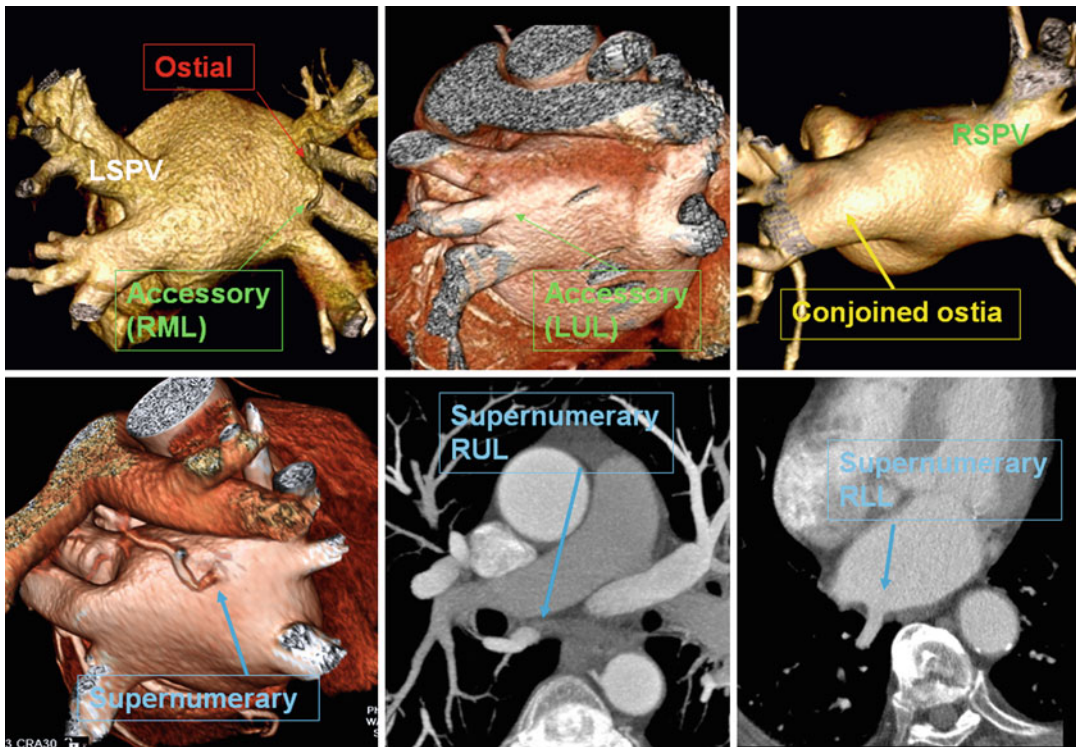 Ostial
LSPV
Accessory
(RML)
Accessory
(LUL)
RSPV
Conjoined ostia
Supernumerary
3 CRA30
Supernumerary
RUL
Supernumerary
RLL